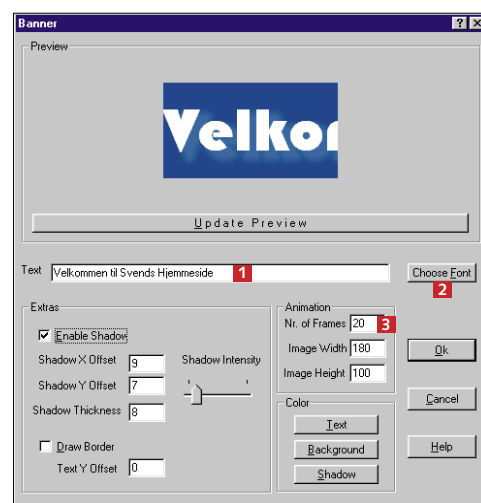 Banner
Preview
Velkor
Update Preview
Text Velkommen til Svends Hjemmeside 1
Choose Font
2
Extras
Enable Shadow
Shadow X Offset 9
Shadow Y Offset 7
Shadow Thickness 8
Shadow Intensity
Draw Border
Text Y Offset 0
Animation
Nr. of Frames 20 3
Image Width 180
Image Height 100
Color
Text
Background
Shadow
Ok
Cancel
Help